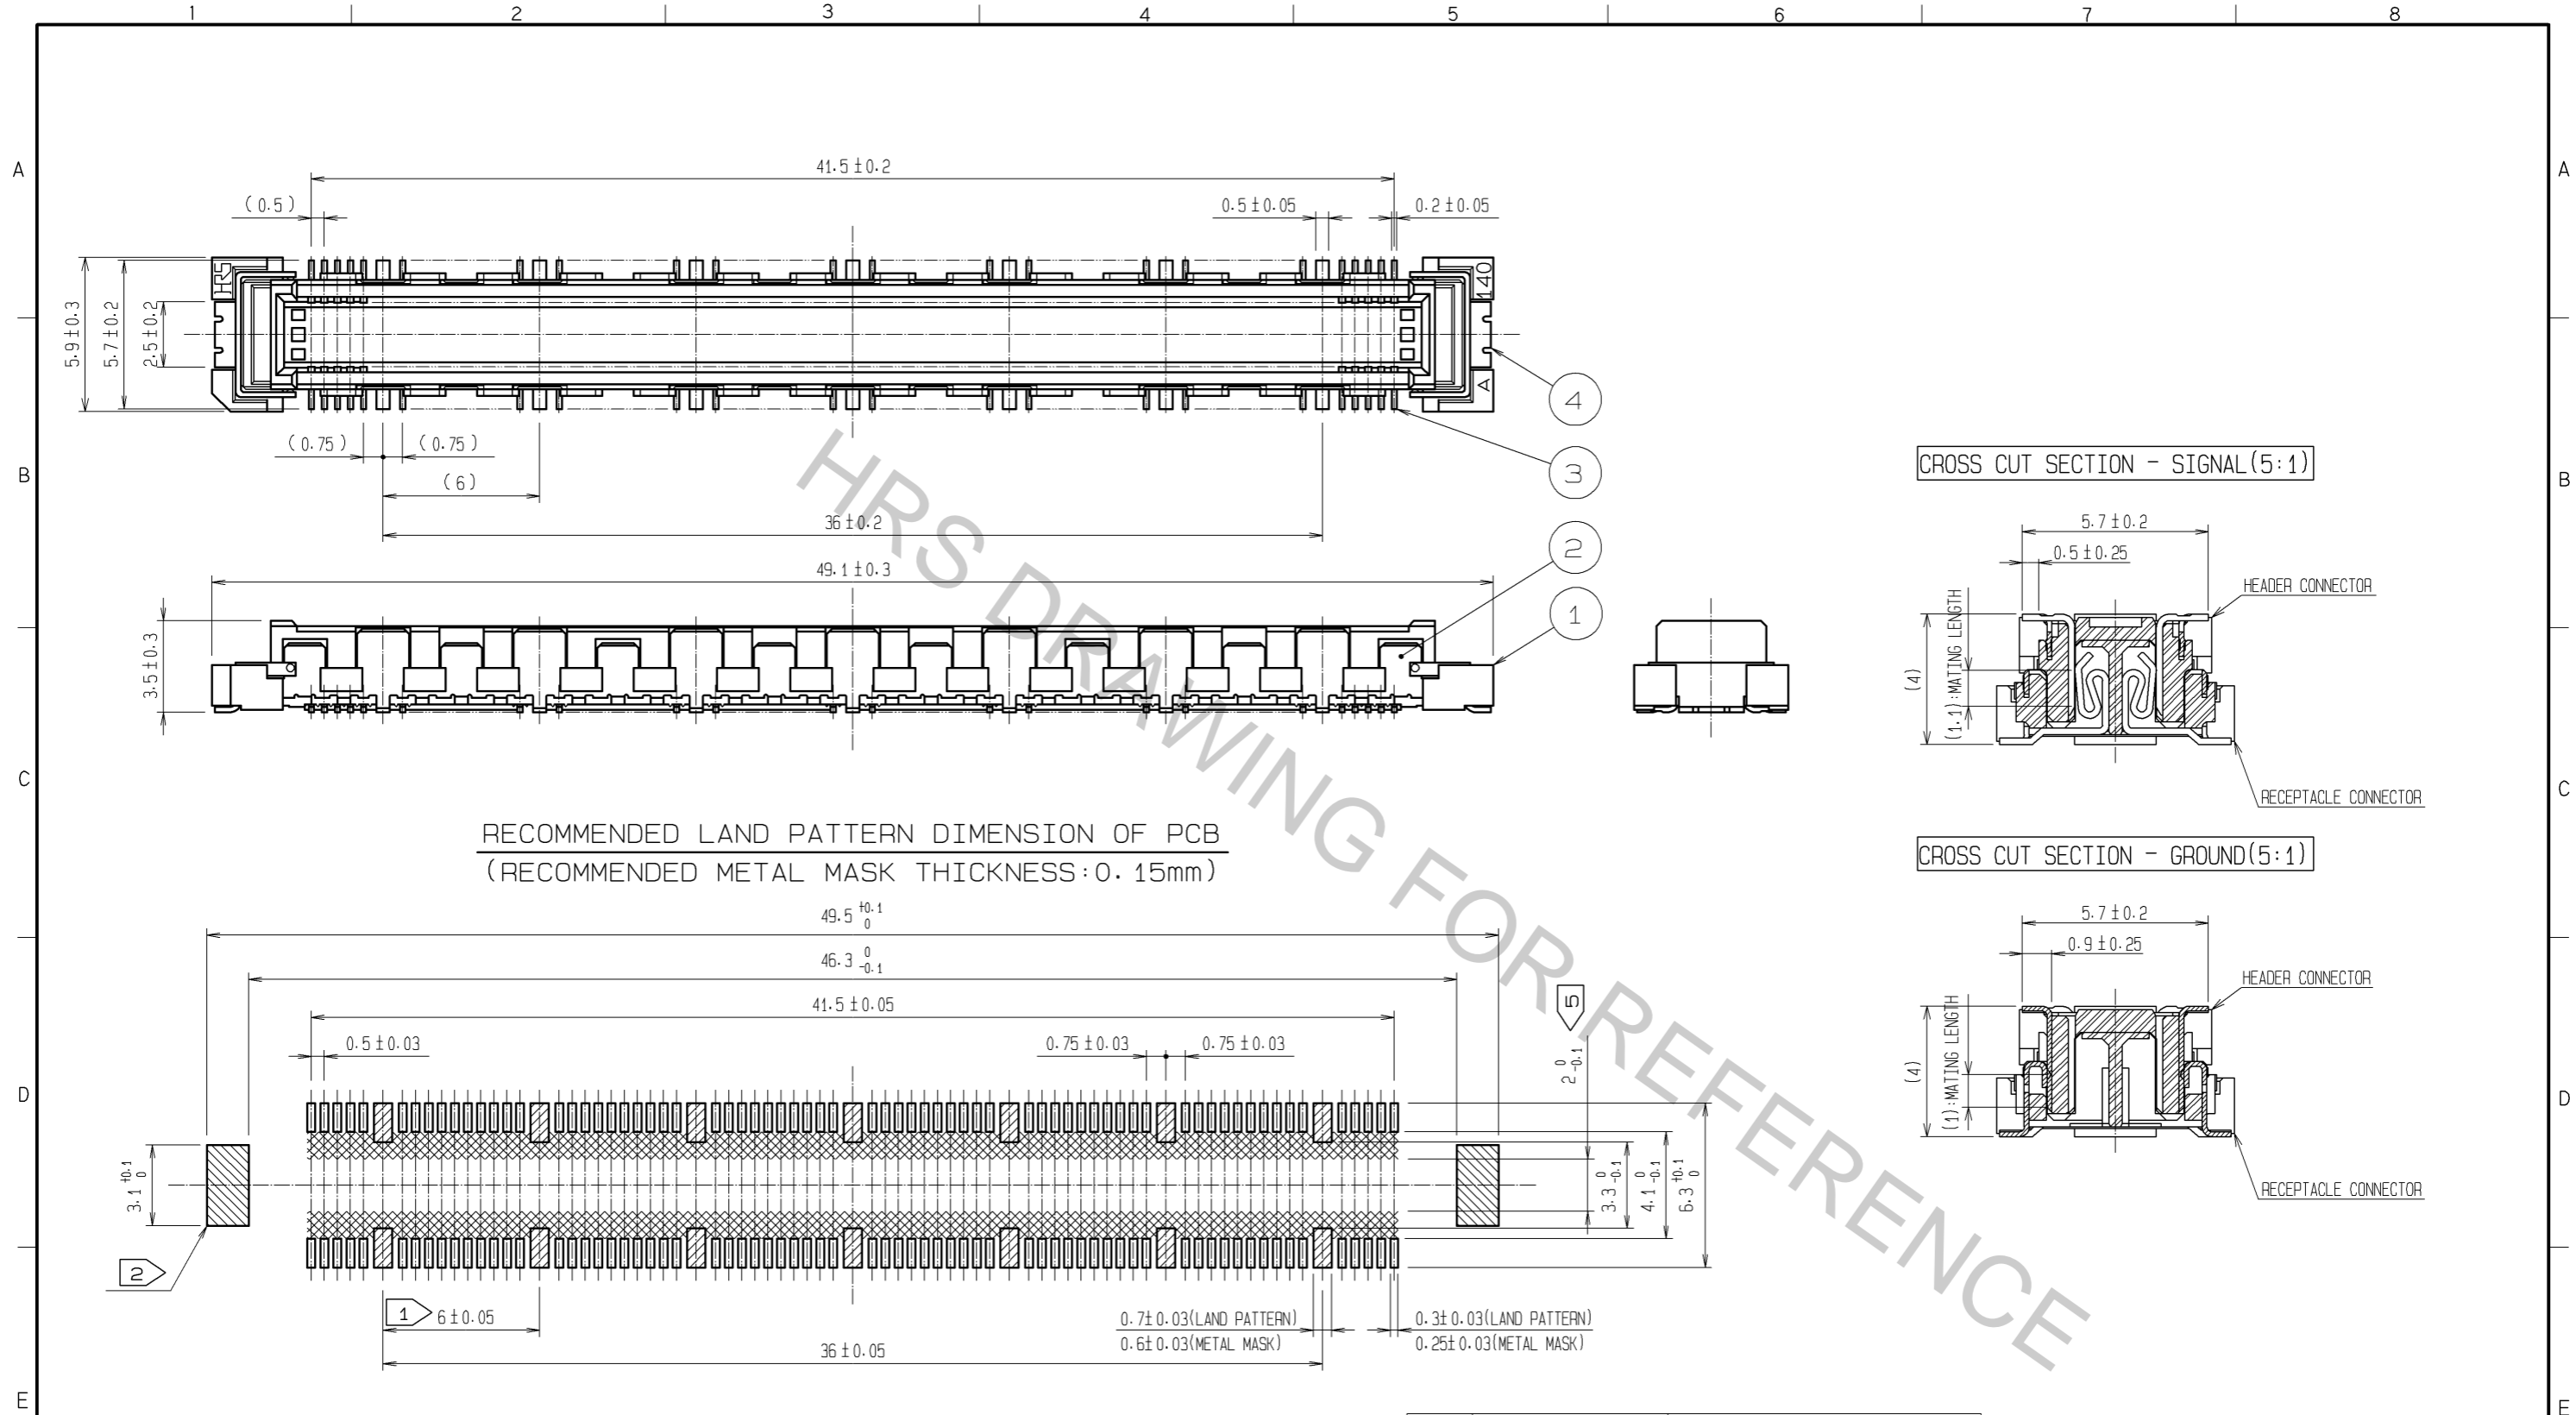 1 2 3 4 5 6 7 8
A A
41.5±0.2
(0.5)
0.5±0.05
0.2±0.05
HRS
140
A
5.9±0.3
5.7±0.2
2.5±0.2
4
(0.75)
(0.75)
3
B B
(6)
36±0.2
CROSS CUT SECTION - SIGNAL(5:1)
2
49.1±0.3
1
3.5±0.3
5.7±0.2
0.5±0.25
HEADER CONNECTOR
(4)
(1.1):MATING LENGTH
RECEPTACLE CONNECTOR
C C
RECOMMENDED LAND PATTERN DIMENSION OF PCB
(RECOMMENDED METAL MASK THICKNESS:0.15mm)
CROSS CUT SECTION - GROUND(5:1)
49.5 +0.1 0
46.3 0 -0.1
41.5±0.05
0.5±0.03
0.75±0.03
0.75±0.03
5
2 0 -0.1
5.7±0.2
0.9±0.25
HEADER CONNECTOR
(4)
(1):MATING LENGTH
RECEPTACLE CONNECTOR
D D
3.1 +0.1 0
3.3 0 -0.1
4.1 0 -0.1
6.3 +0.1 0
2
1
6±0.05
0.7±0.03(LAND PATTERN)
0.6±0.03(METAL MASK)
0.3±0.03(LAND PATTERN)
0.25±0.03(METAL MASK)
36±0.05
E E
HRS DRAWING FOR REFERENCE